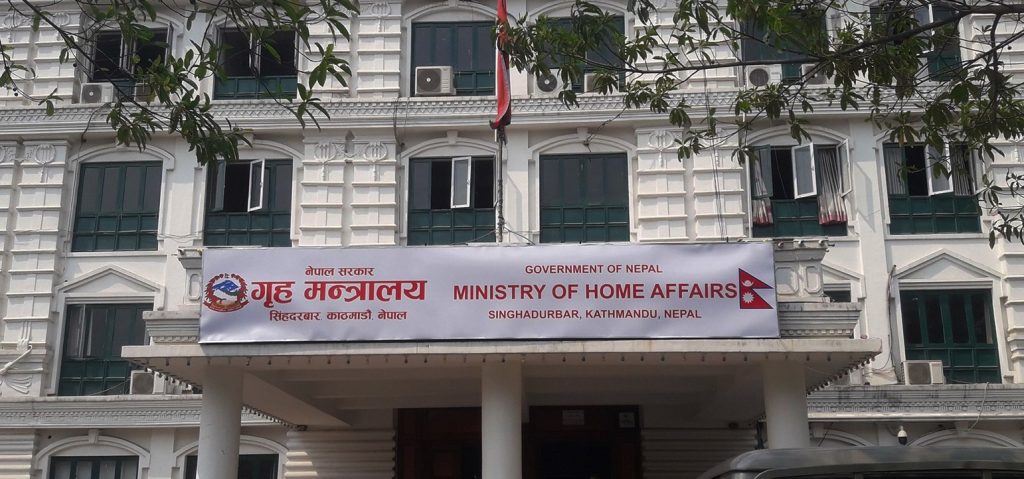 नेपाल सरकार
गृह मन्त्रालय
सिंहदरबार, काठमाडौं, नेपाल
GOVERNMENT OF NEPAL
MINISTRY OF HOME AFFAIRS
SINGHADURBAR, KATHMANDU, NEPAL